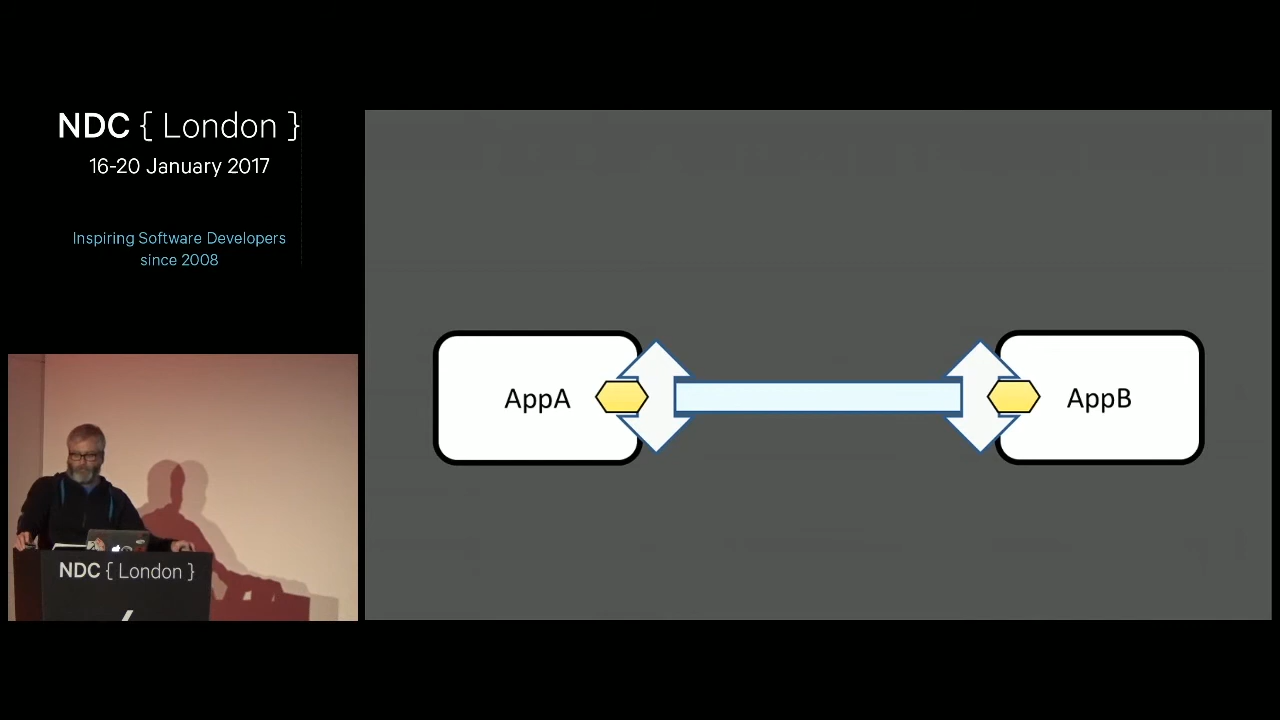 NDC { London }
16-20 January 2017
Inspiring Software Developers
since 2008
AppA
AppB
NDC { London }